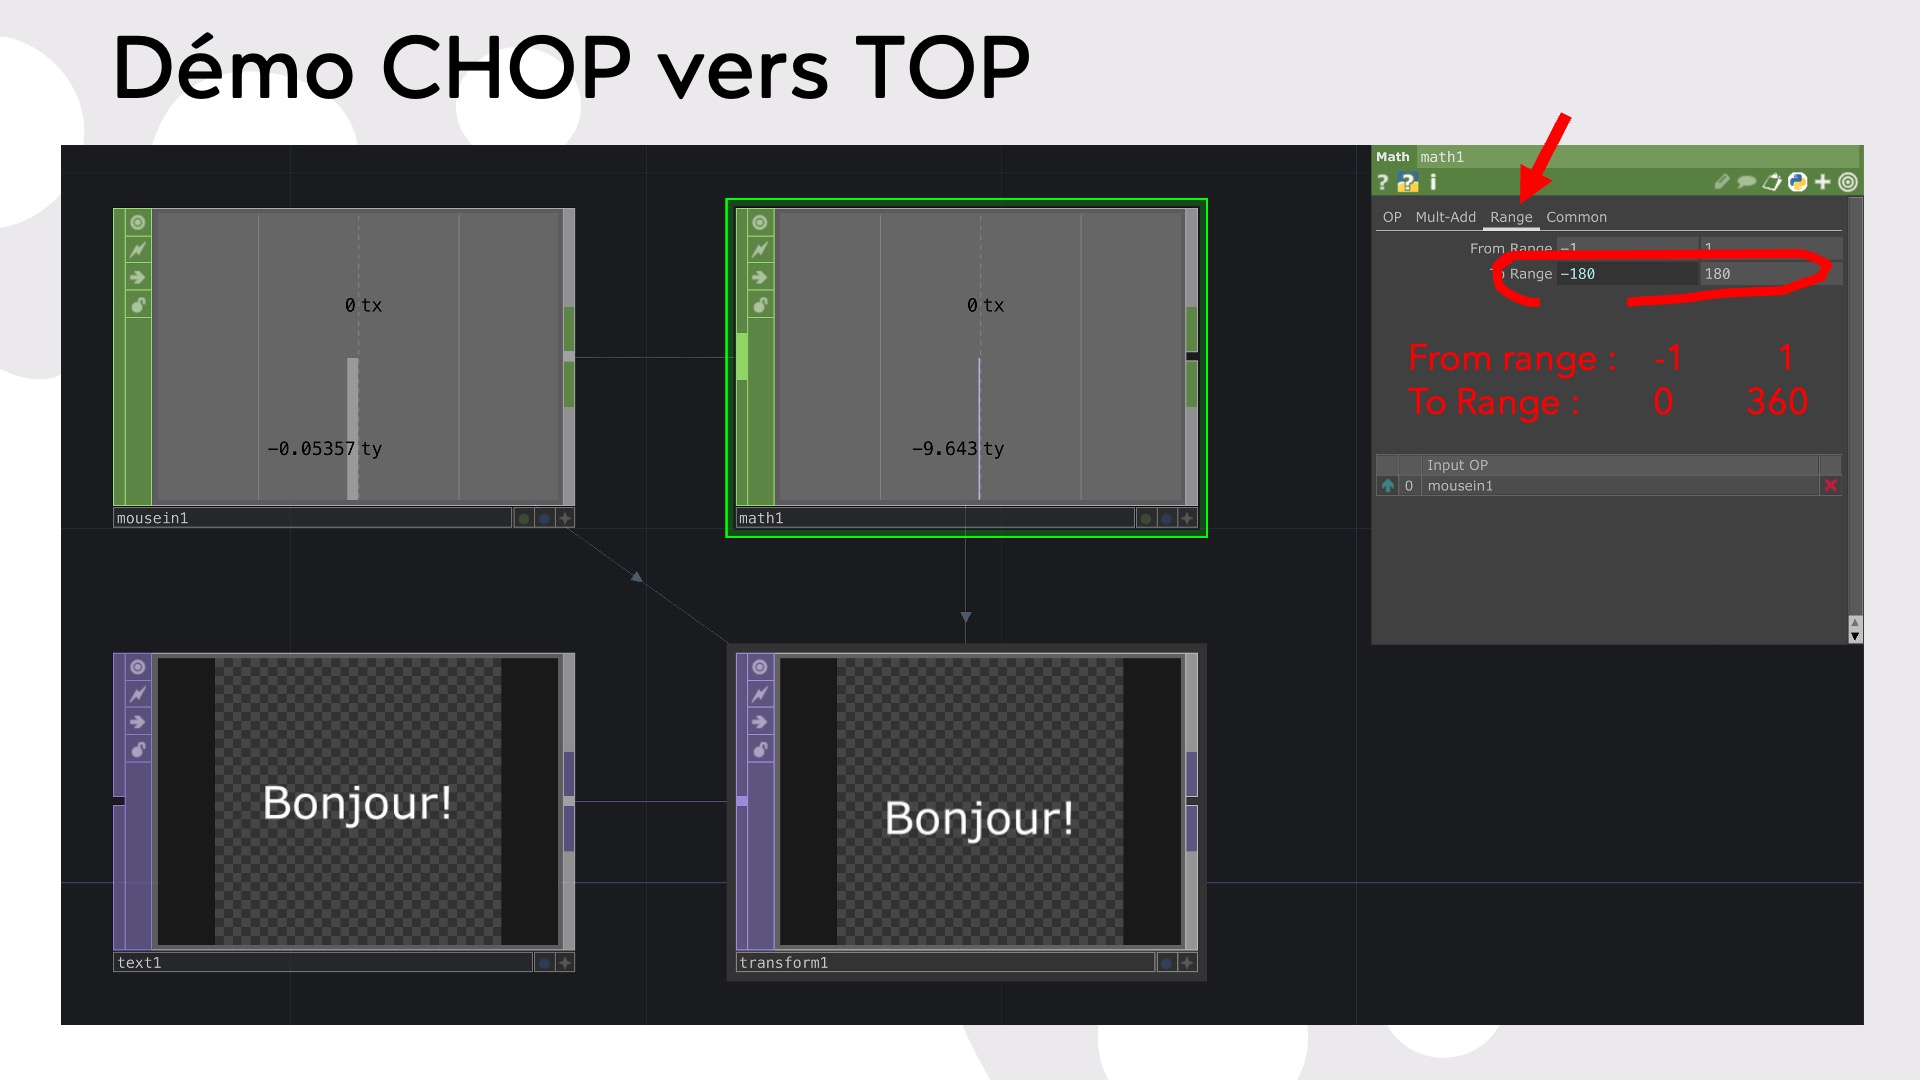 Démo CHOP vers TOP
Math math1
? ? i
OP Mult-Add Range Common
From Range -1 1
To Range -180 180
From range : -1 1
To Range : 0 360
Input OP
0 mousein1
0 tx
-0.05357 ty
mousein1
0 tx
-9.643 ty
math1
Bonjour!
text1
Bonjour!
transform1